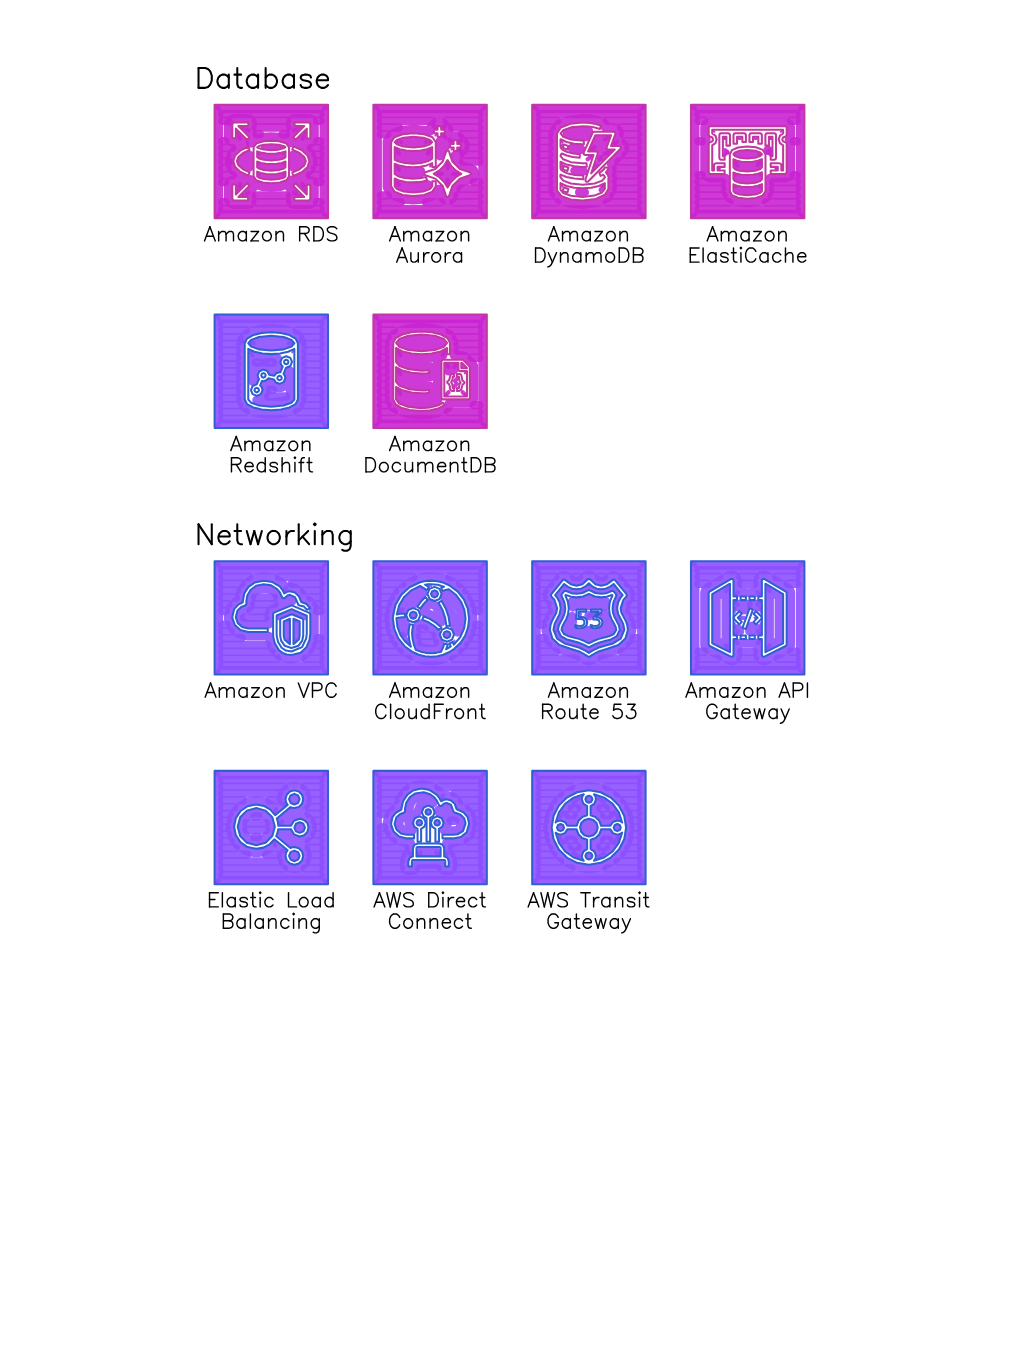 Database
Amazon RDS
Amazon
Aurora
Amazon
DynamoDB
Amazon
ElastiCache
Amazon
Redshift
Amazon
DocumentDB
Networking
Amazon VPC
Amazon
CloudFront
53
Amazon
Route 53
</>
Amazon API
Gateway
Elastic Load
Balancing
AWS Direct
Connect
AWS Transit
Gateway